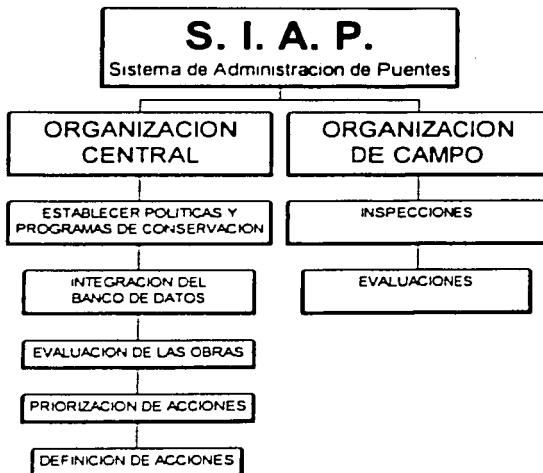 S. I. A. P.
Sistema de Administracion de Puentes
ORGANIZACION
CENTRAL
ESTABLECER POLITICAS Y
PROGRAMAS DE CONSERVACION
INTEGRACION DEL
BANCO DE DATOS
EVALUACION DE LAS OBRAS
PRIORIZACION DE ACCIONES
DEFINICION DE ACCIONES
ORGANIZACION
DE CAMPO
INSPECCIONES
EVALUACIONES